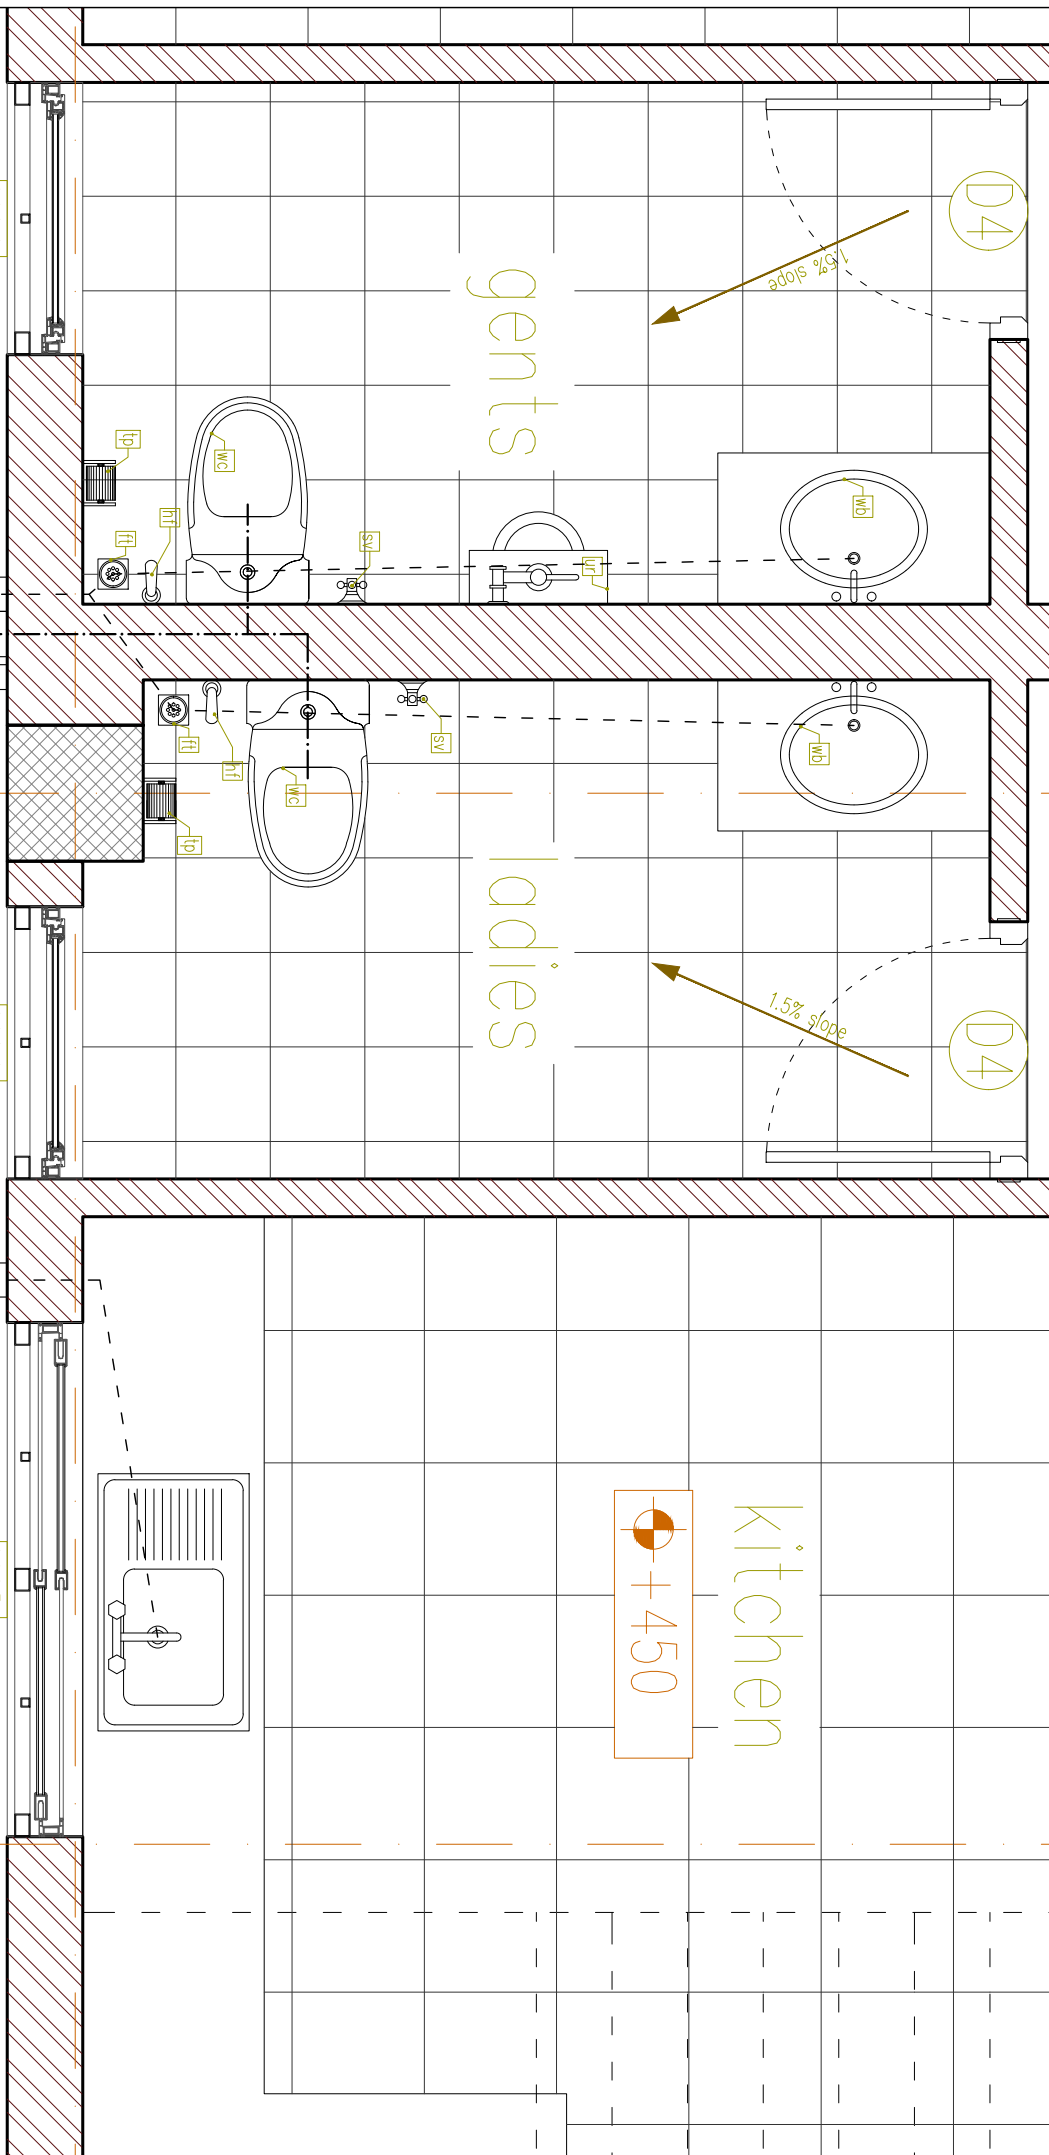 D4
1.5% slope
gents
tp
wc
ft
hf
sv
ur
wb
ft
hf
wc
sv
wb
tp
ladies
1.5% slope
D4
kitchen
+450